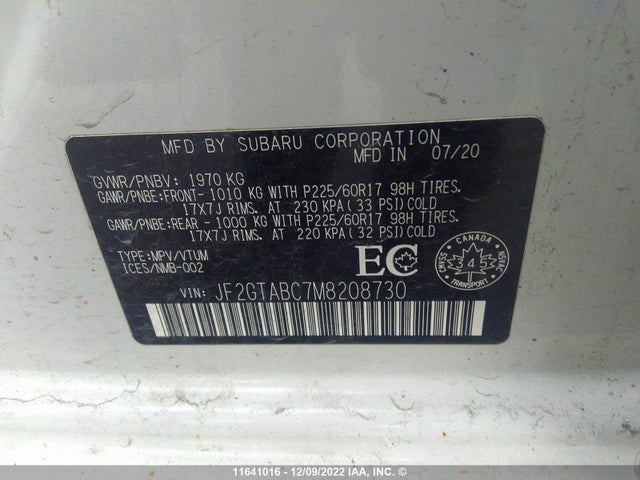 MFD BY SUBARU CORPORATION
MFD IN 07/20
GVWR/PNBV: 1970 KG
GAWR/PNBE:FRONT- 1010 KG WITH P225/60R17 98H TIRES.
17X7J RIMS. AT 230 KPA(33 PSI)COLD
GAWR/PNBE:REAR - 1000 KG WITH P225/60R17 98H TIRES.
17X7J RIMS. AT 220 KPA(32 PSI)COLD
TYPE:MPV/VTUM
ICES/NMB-002
EC
CANADA
CMVSS
NSVAC
345
TRANSPORT
VIN: JF2GTABC7M8208730
11641016 - 12/09/2022 IAA, Inc. ©